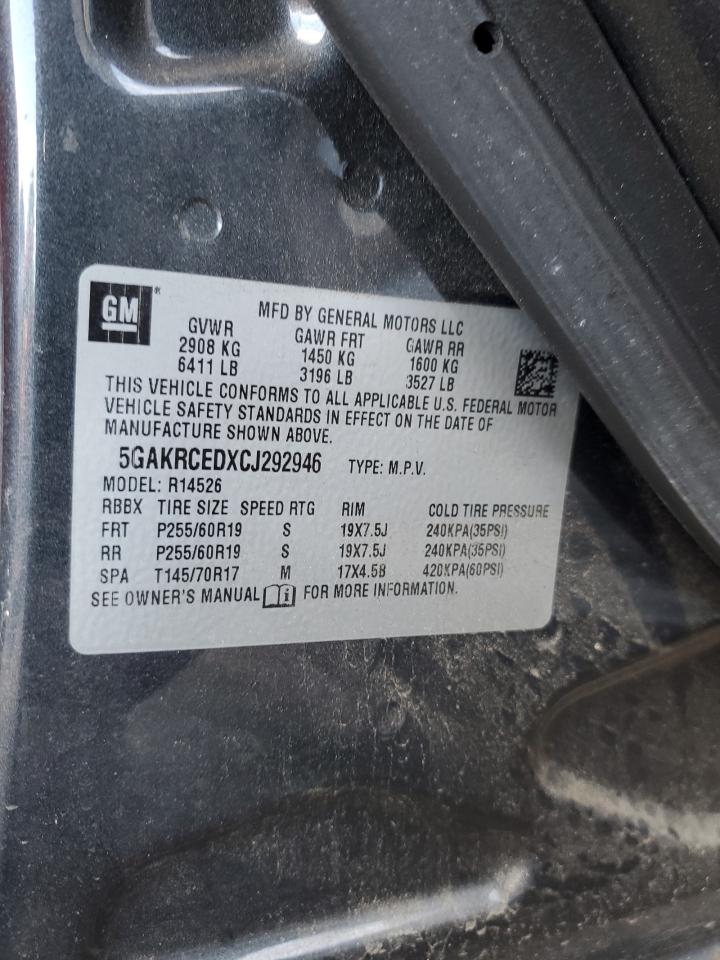 GM
MFD BY GENERAL MOTORS LLC
GVWR GAWR FRT GAWR RR
2908 KG 1450 KG 1600 KG
6411 LB 3196 LB 3527 LB
THIS VEHICLE CONFORMS TO ALL APPLICABLE U.S. FEDERAL MOTOR
VEHICLE SAFETY STANDARDS IN EFFECT ON THE DATE OF
MANUFACTURE SHOWN ABOVE.
5GAKRCEDXCJ292946 TYPE: M.P.V.
MODEL: R14526
RBBX TIRE SIZE SPEED RTG RIM COLD TIRE PRESSURE
FRT P255/60R19 S 19X7.5J 240KPA(35PSI)
RR P255/60R19 S 19X7.5J 240KPA(35PSI)
SPA T145/70R17 M 17X4.5B 420KPA(60PSI)
SEE OWNER'S MANUAL i FOR MORE INFORMATION.